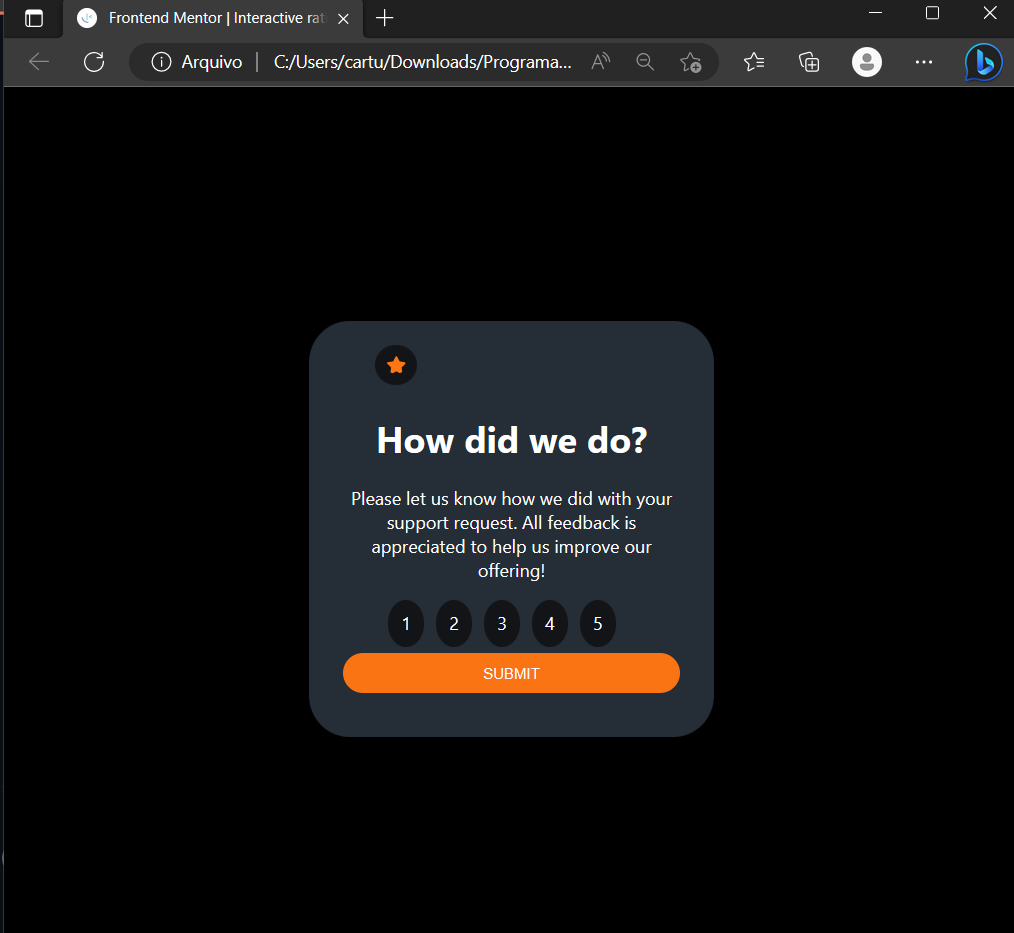 Frontend Mentor | Interactive rati
Arquivo | C:/Users/cartu/Downloads/Programa...
How did we do?
Please let us know how we did with your
support request. All feedback is
appreciated to help us improve our
offering!
1 2 3 4 5
SUBMIT